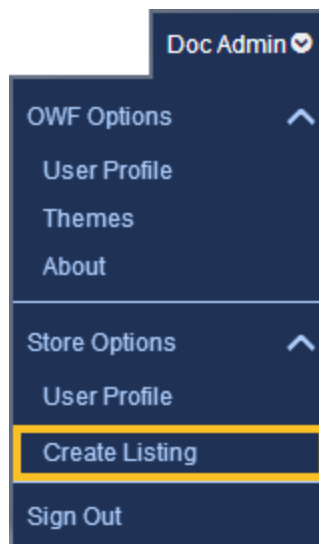 Doc Admin
OWF Options
User Profile
Themes
About
Store Options
User Profile
Create Listing
Sign Out